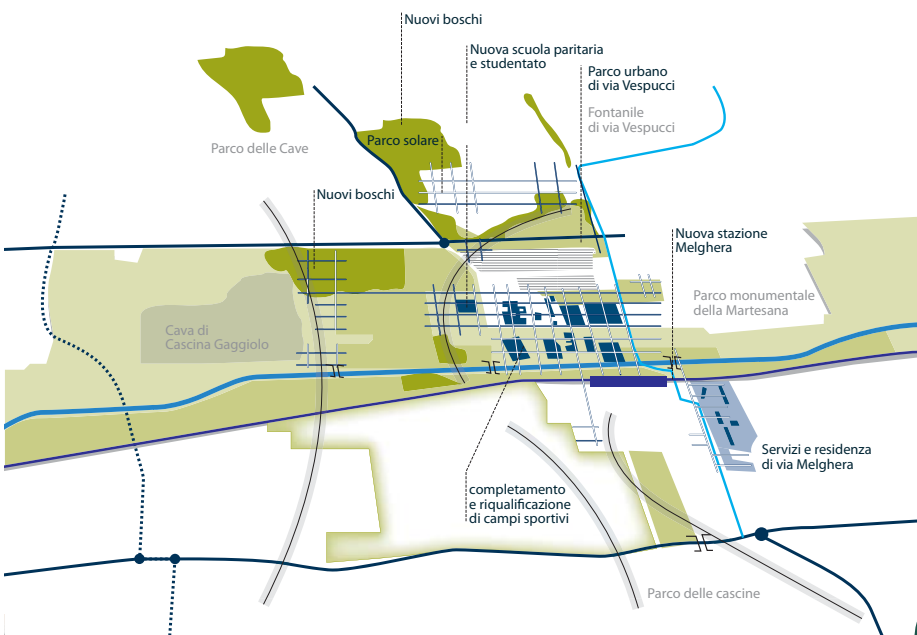 Nuovi boschi
Nuova scuola paritaria
e studentato
Parco urbano
di via Vespucci
Fontanile
di via Vespucci
Parco solare
Parco delle Cave
Nuovi boschi
Nuova stazione
Melghera
Parco monumentale
della Martesana
Cava di
Cascina Gaggiolo
Servizi e residenza
di via Melghera
completamento
e riqualificazione
di campi sportivi
Parco delle cascine